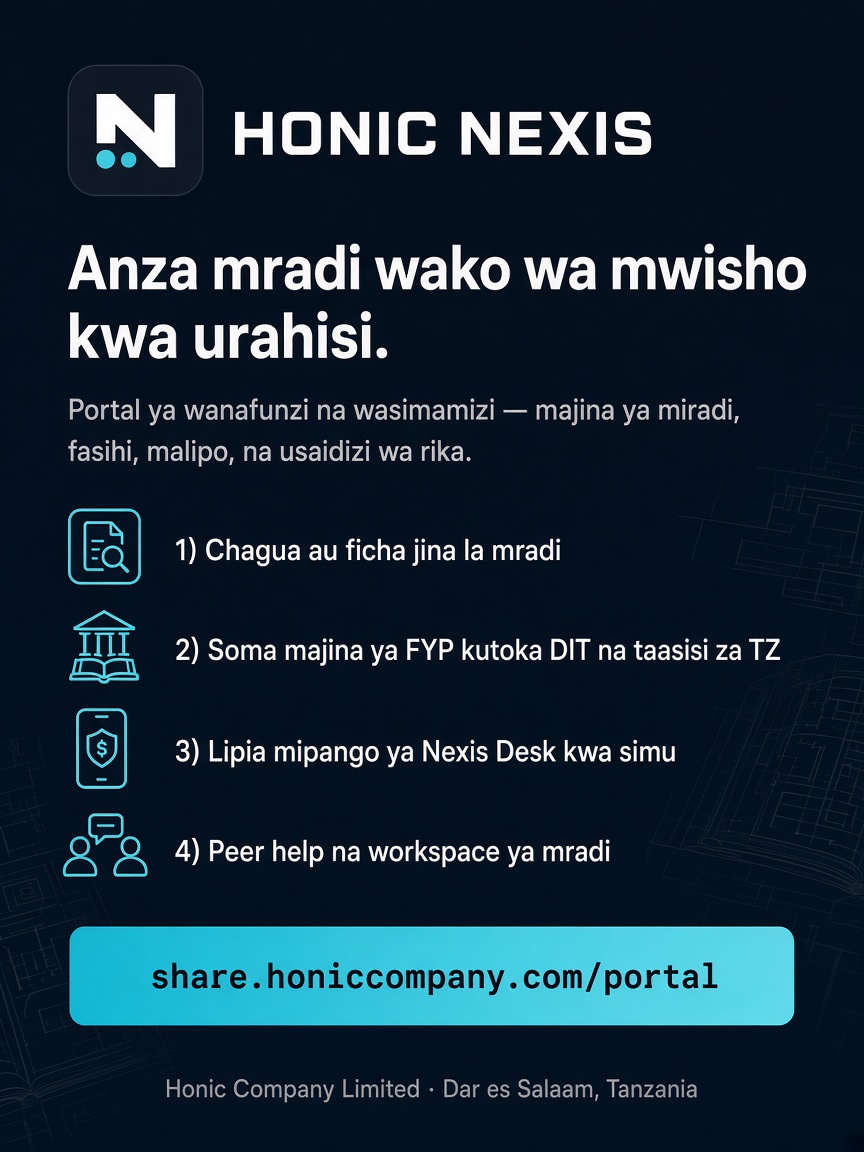 N
HONIC NEXIS
Anza mradi wako wa mwisho
kwa urahisi.
Portal ya wanafunzi na wasimamizi — majina ya miradi,
fasihi, malipo, na usaidizi wa rika.
1) Chagua au ficha jina la mradi
2) Soma majina ya FYP kutoka DIT na taasisi za TZ
$
3) Lipia mipango ya Nexis Desk kwa simu
4) Peer help na workspace ya mradi
share.honiccompany.com/portal
Honic Company Limited · Dar es Salaam, Tanzania